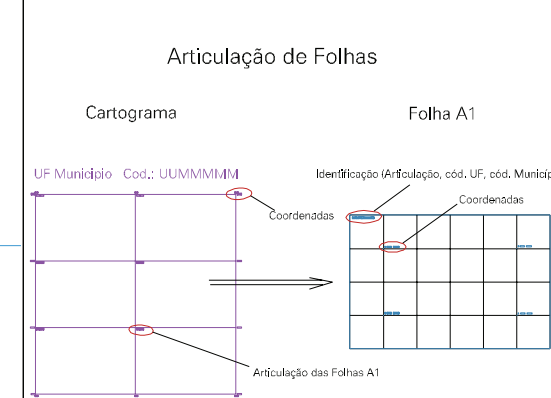 Articulação de Folhas
Cartograma
Folha A1
UF Municipio Cod.: UUMMMMM
Identificação (Articulação, cód. UF, cód. Municíp
Coordenadas
Coordenadas
Articulação das Folhas A1